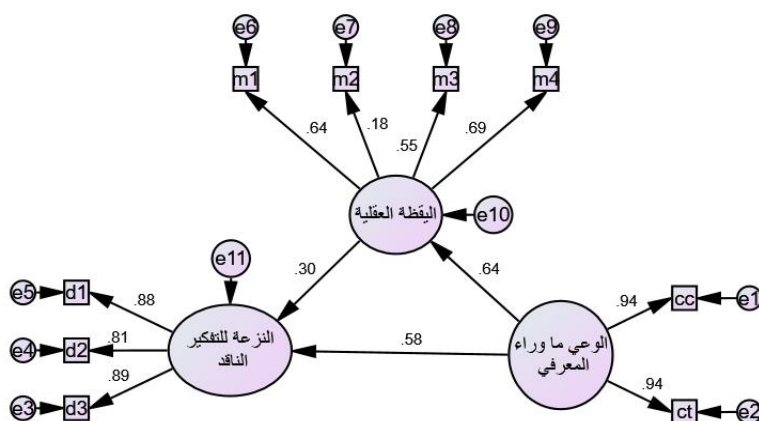 e6
e7
e8
e9
m1
m2
m3
m4
.64
.18
.55
.69
اليقظة العقلية
e10
e11
.30
.64
e5
d1
.88
.94
cc
e1
e4
d2
.81
النزعة للتفكير
الناقد
.58
الوعي ما وراء
المعرفي
e3
d3
.89
.94
ct
e2